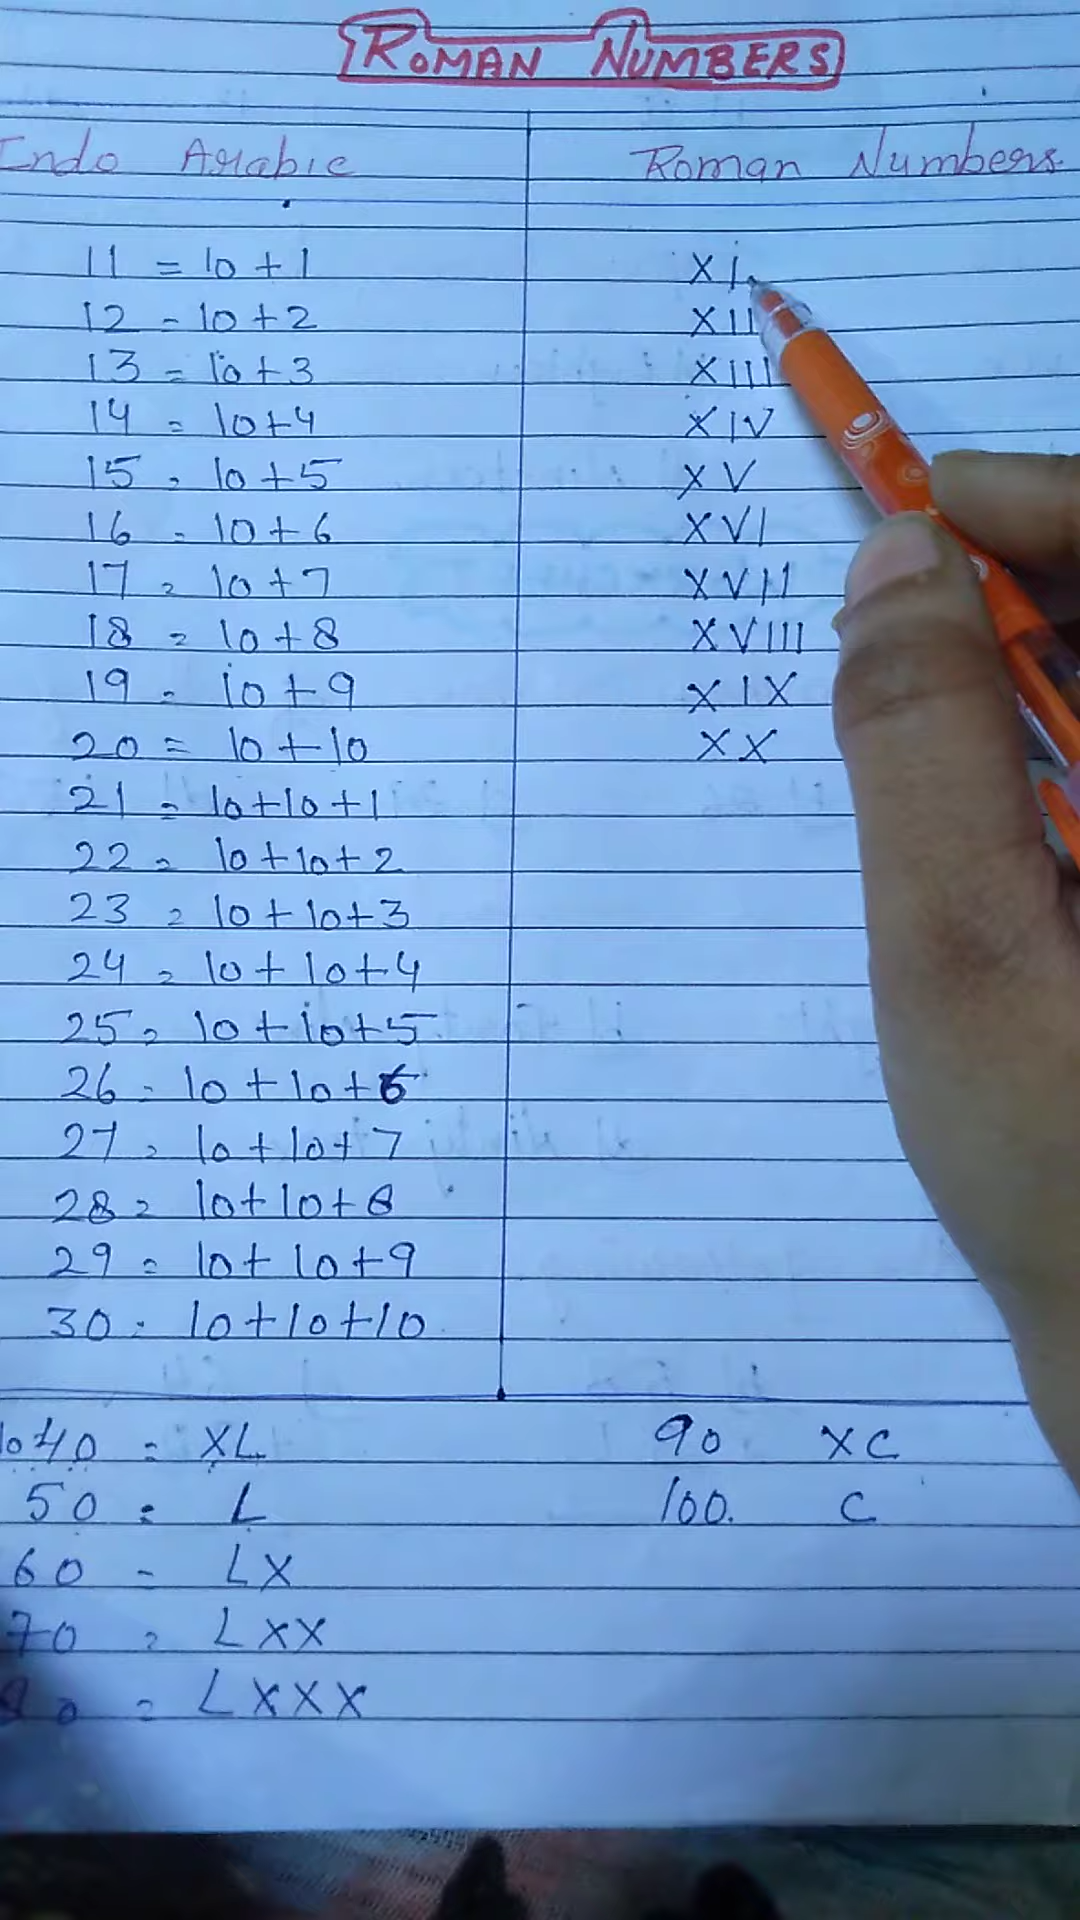 ROMAN NUMBERS
Indo Arabic Roman Numbers
11 = 10+1 XI
12 = 10+2 XII
13 = 10+3 XIII
14 = 10+4 XIV
15 = 10+5 XV
16 = 10+6 XVI
17 = 10+7 XVII
18 = 10+8 XVIII
19 = 10+9 XIX
20 = 10+10 XX
21 = 10+10+1
22 = 10+10+2
23 = 10+10+3
24 = 10+10+4
25 = 10+10+5
26 = 10+10+6
27 = 10+10+7
28 = 10+10+8
29 = 10+10+9
30 = 10+10+10
40 = XL 90 XC
50 = L 100. C
60 = LX
70 = LXX
80 = LXXX